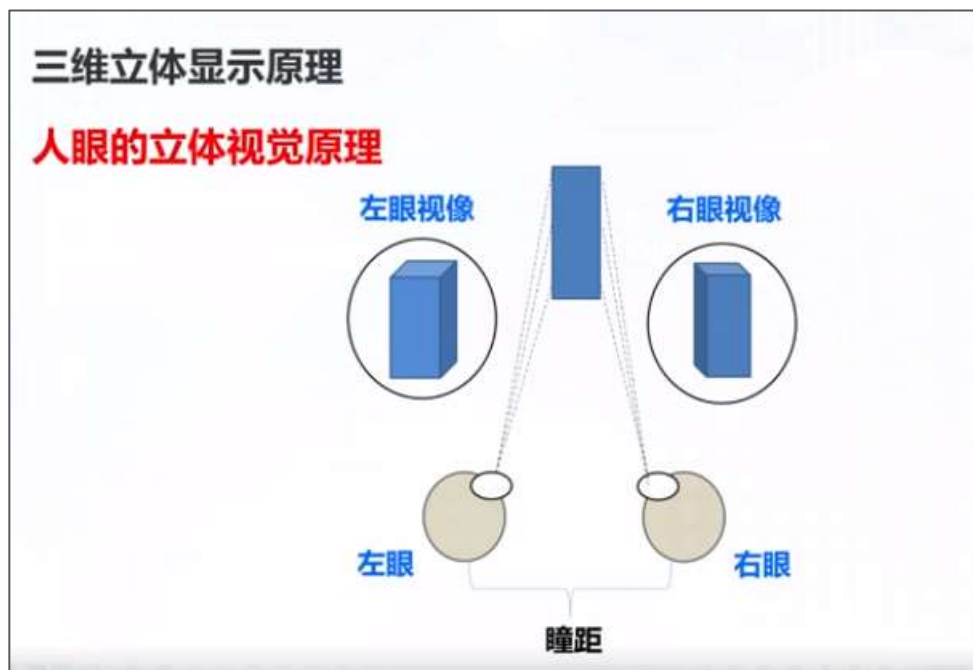 三维立体显示原理
人眼的立体视觉原理
左眼视像
右眼视像
左眼
右眼
瞳距